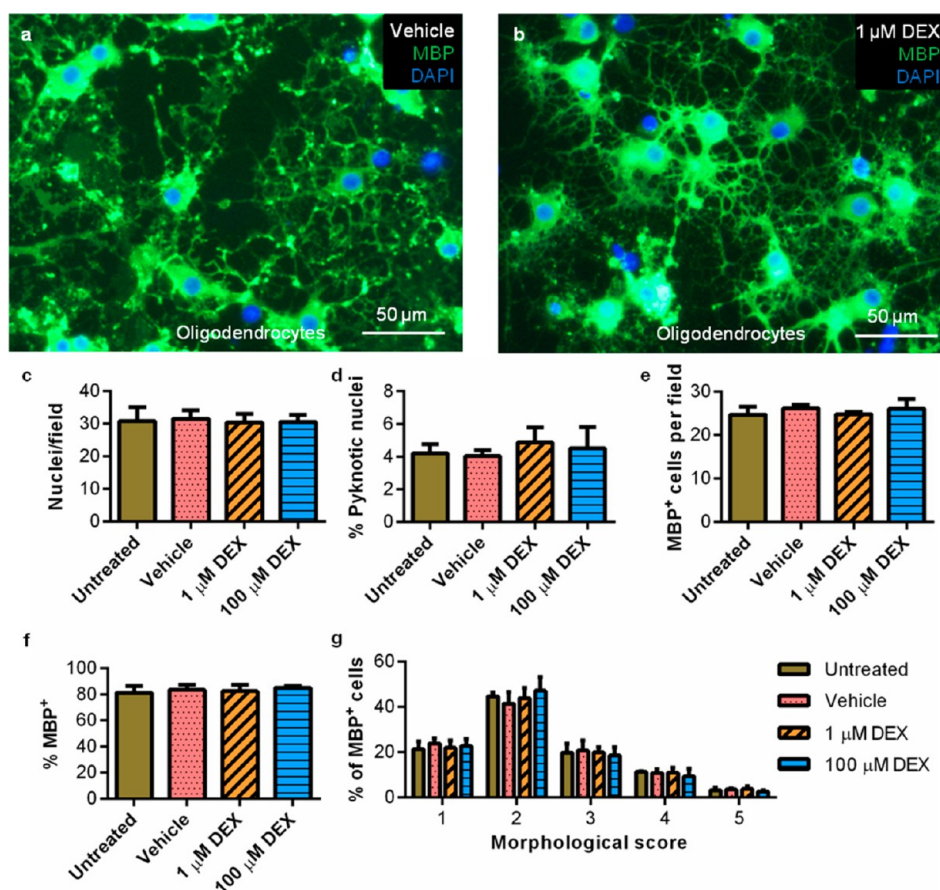 a
Vehicle
MBP
DAPI
Oligodendrocytes
50 µm
b
1 µM DEX
MBP
DAPI
Oligodendrocytes
50 µm
c
Nuclei/field
40
30
20
10
0
Untreated
Vehicle
1 µM DEX
100 µM DEX
d
% Pyknotic nuclei
8
6
4
2
0
Untreated
Vehicle
1 µM DEX
100 µM DEX
e
MBP⁺ cells per field
30
20
10
0
Untreated
Vehicle
1 µM DEX
100 µM DEX
f
% MBP⁺
100
80
60
40
20
0
Untreated
Vehicle
1 µM DEX
100 µM DEX
g
% of MBP⁺ cells
60
40
20
0
1 2 3 4 5
Morphological score
Untreated
Vehicle
1 µM DEX
100 µM DEX